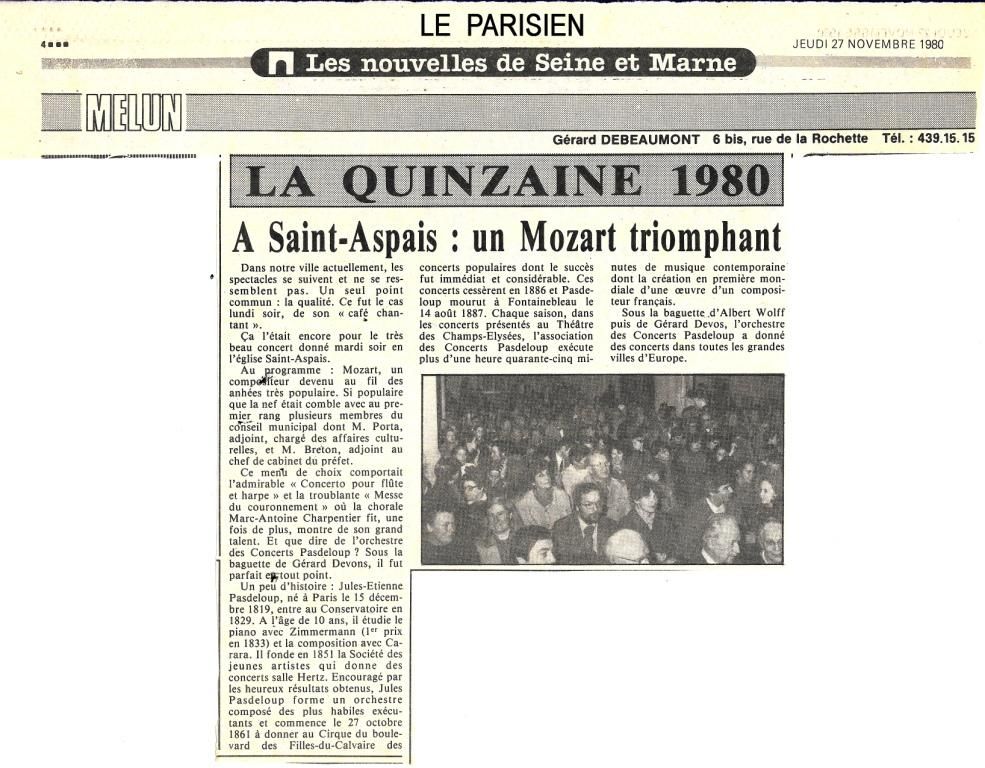 LE PARISIEN
4
JEUDI 27 NOVEMBRE 1980
Les nouvelles de Seine et Marne
MELUN
Gérard DEBEAUMONT 6 bis, rue de la Rochette Tél. : 439.15.15
LA QUINZAINE 1980
A Saint-Aspais : un Mozart triomphant
Dans notre ville actuellement, les
spectacles se suivent et ne se res-
semblent pas. Un seul point
commun : la qualité. Ce fut le cas
lundi soir, de son « café chan-
tant ».
Ça l'était encore pour le très
beau concert donné mardi soir en
l'église Saint-Aspais.
Au programme : Mozart, un
compositeur devenu au fil des
anhées très populaire. Si populaire
que la nef était comble avec au pre-
mier rang plusieurs membres du
conseil municipal dont M. Porta,
adjoint, chargé des affaires cultu-
relles, et M. Breton, adjoint au
chef de cabinet du préfet.
Ce menu de choix comportait
l'admirable « Concerto pour flûte
et harpe » et la troublante « Messe
du couronnement » où la chorale
Marc-Antoine Charpentier fit, une
fois de plus, montre de son grand
talent. Et que dire de l'orchestre
des Concerts Pasdeloup ? Sous la
baguette de Gérard Devons, il fut
parfait en tout point.
Un peu d'histoire : Jules-Etienne
Pasdeloup, né à Paris le 15 décem-
bre 1819, entre au Conservatoire en
1829. A l'âge de 10 ans, il étudie le
piano avec Zimmermann (1er prix
en 1833) et la composition avec Ca-
rara. Il fonde en 1851 la Société des
jeunes artistes qui donne des
concerts salle Hertz. Encouragé par
les heureux résultats obtenus, Jules
Pasdeloup forme un orchestre
composé des plus habiles exécu-
tants et commence le 27 octobre
1861 à donner au Cirque du boule-
vard des Filles-du-Calvaire des
concerts populaires dont le succès
fut immédiat et considérable. Ces
concerts cessèrent en 1886 et Pasde-
loup mourut à Fontainebleau le
14 août 1887. Chaque saison, dans
les concerts présentés au Théâtre
des Champs-Elysées, l'association
des Concerts Pasdeloup exécute
plus d'une heure quarante-cinq mi-
nutes de musique contemporaine
dont la création en première mon-
diale d'une œuvre d'un composi-
teur français.
Sous la baguette d'Albert Wolff
puis de Gérard Devos, l'orchestre
des Concerts Pasdeloup a donné
des concerts dans toutes les grandes
villes d'Europe.